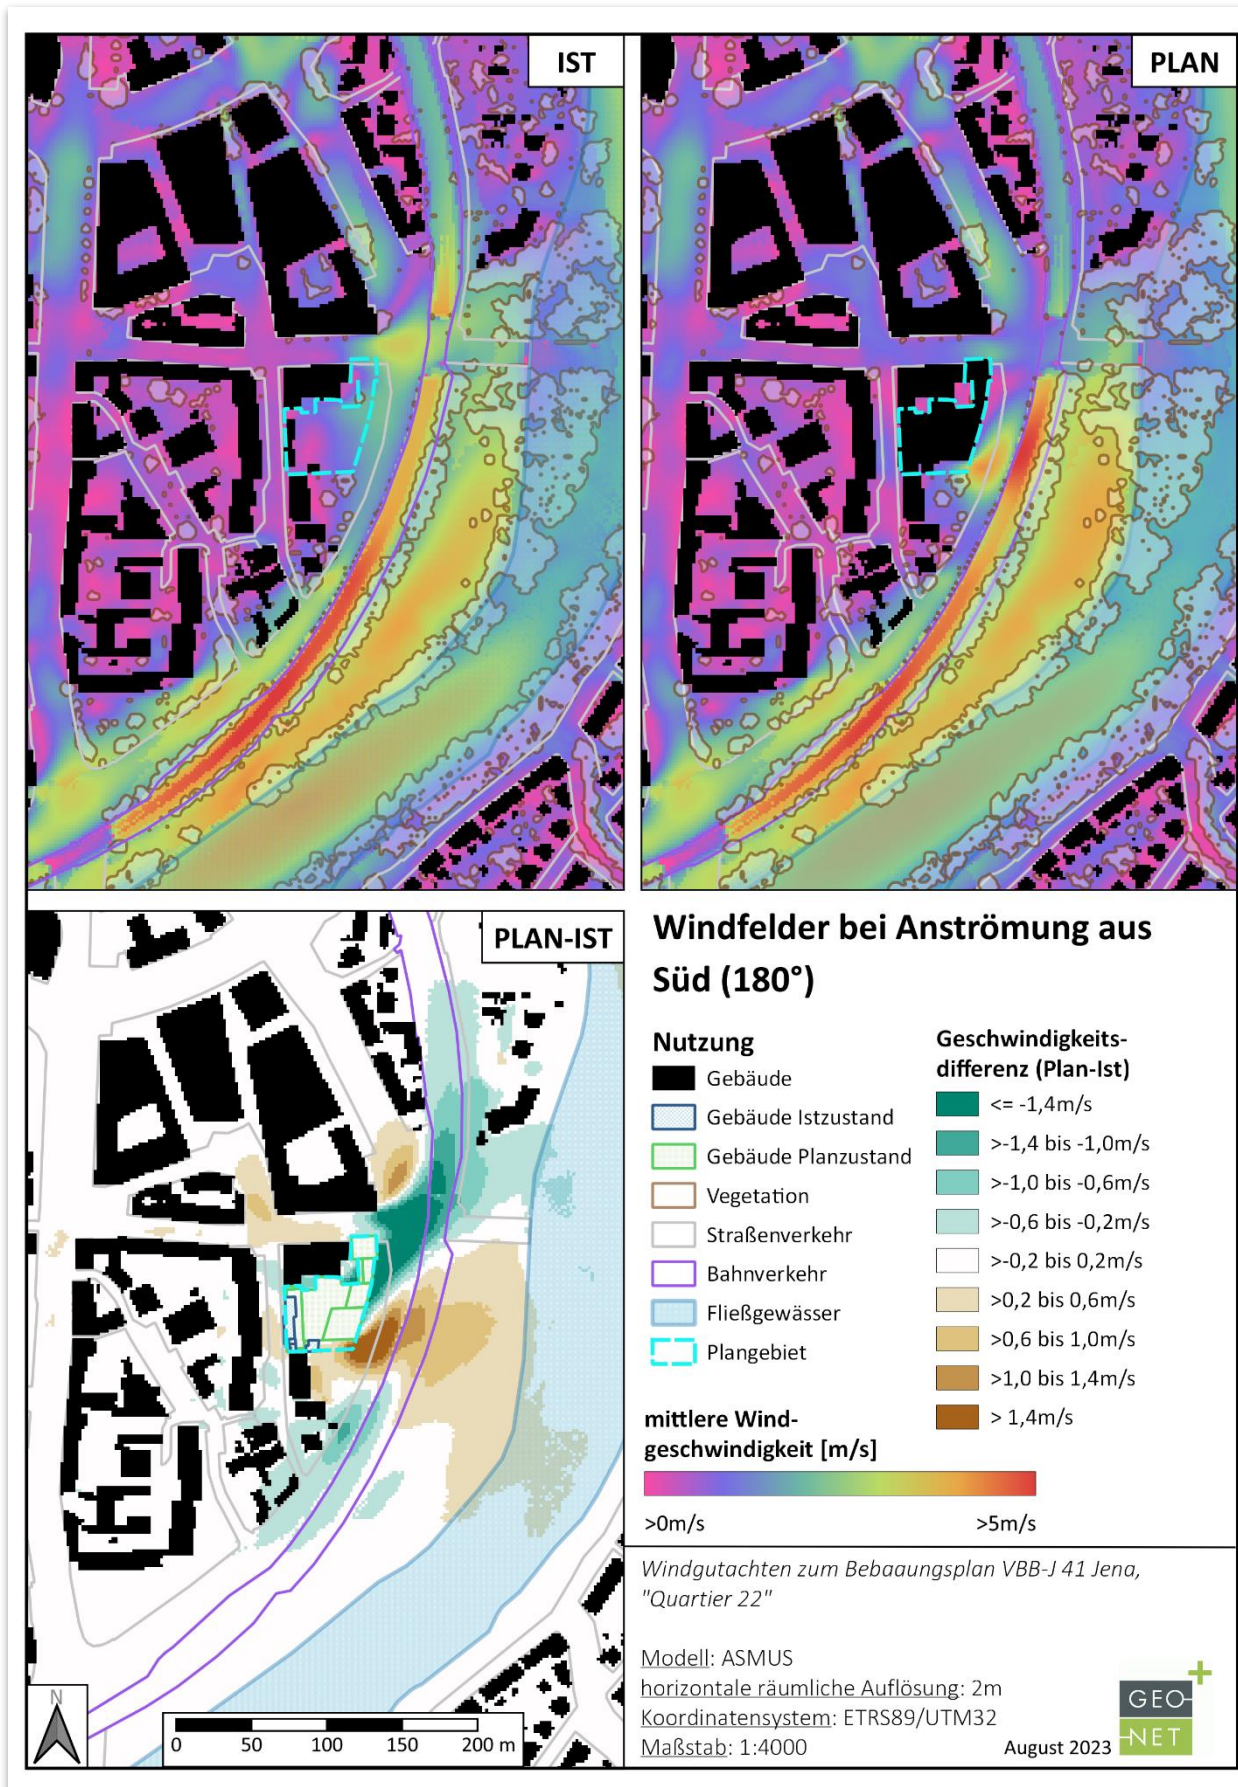 IST
PLAN
PLAN-IST
N
0 50 100 150 200 m
Windfelder bei Anströmung aus
Süd (180°)
Nutzung
Gebäude
Gebäude Istzustand
Gebäude Planzustand
Vegetation
Straßenverkehr
Bahnverkehr
Fließgewässer
Plangebiet
Geschwindigkeits-
differenz (Plan-Ist)
<= -1,4m/s
>-1,4 bis -1,0m/s
>-1,0 bis -0,6m/s
>-0,6 bis -0,2m/s
>-0,2 bis 0,2m/s
>0,2 bis 0,6m/s
>0,6 bis 1,0m/s
>1,0 bis 1,4m/s
> 1,4m/s
mittlere Wind-
geschwindigkeit [m/s]
>0m/s >5m/s
Windgutachten zum Bebaaungsplan VBB-J 41 Jena,
"Quartier 22"
Modell: ASMUS
horizontale räumliche Auflösung: 2m
Koordinatensystem: ETRS89/UTM32
Maßstab: 1:4000
August 2023
GEO
NET